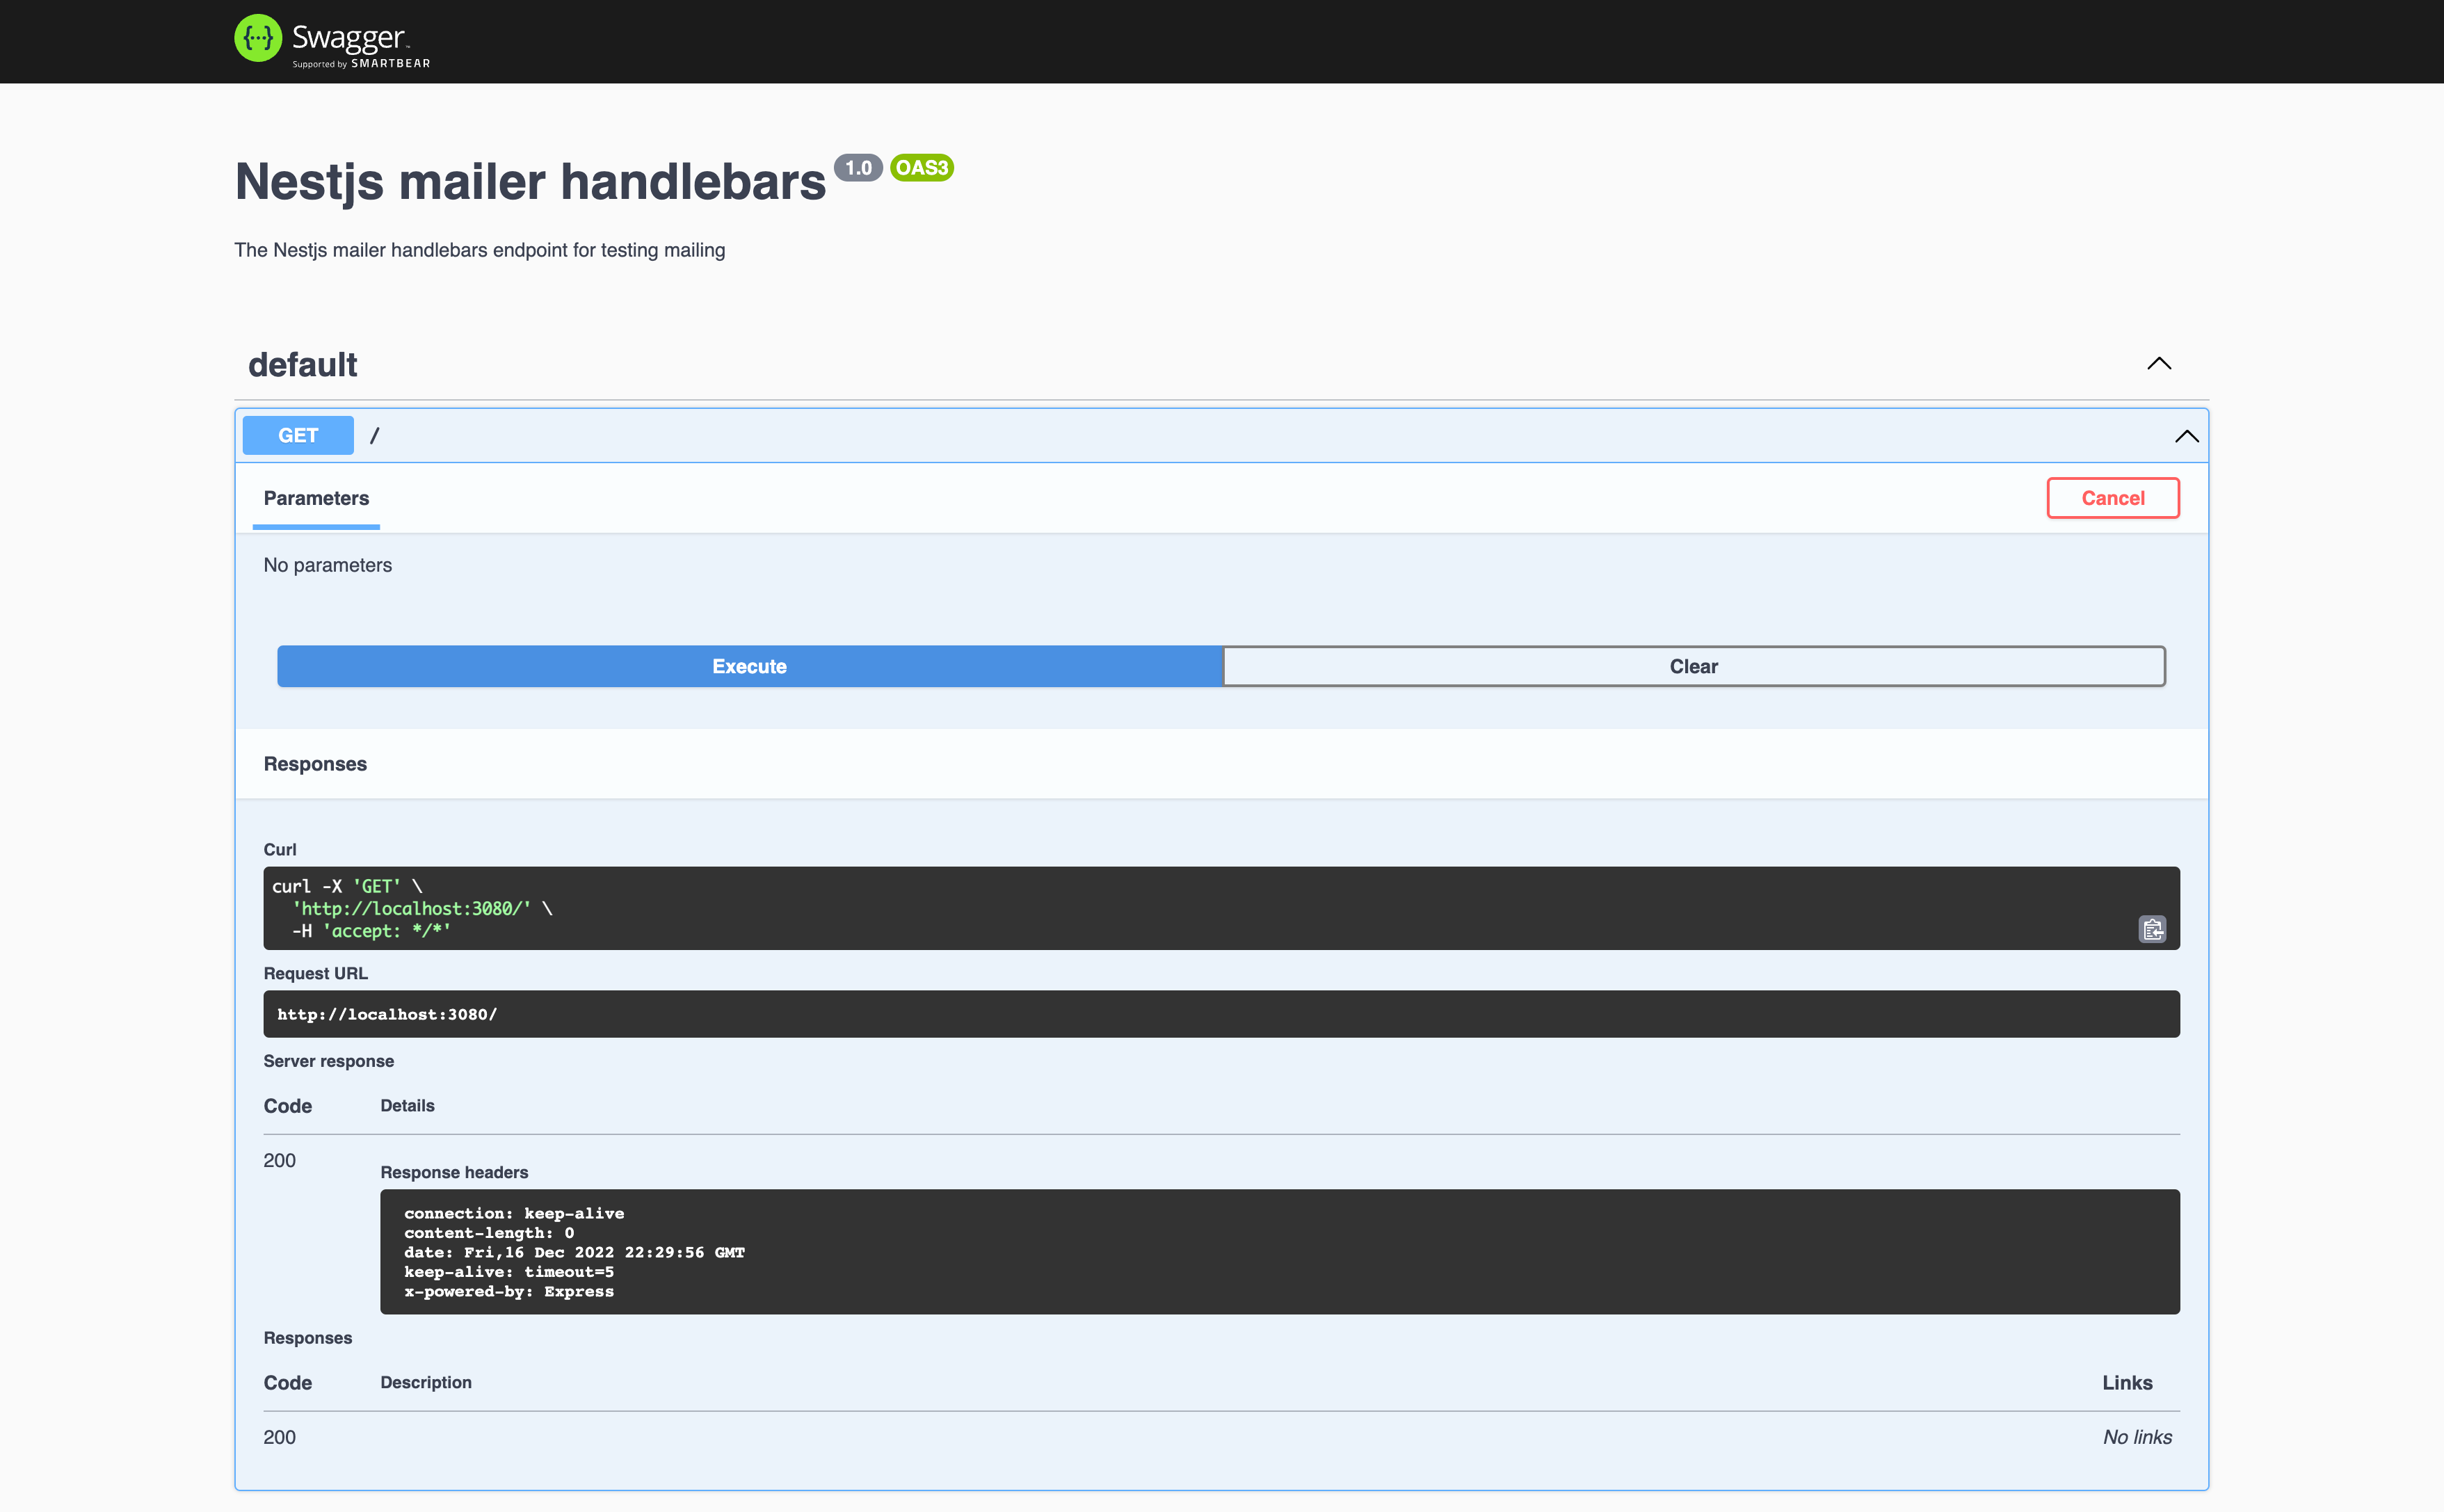 Swagger
Supported by SMARTBEAR
Nestjs mailer handlebars 1.0 OAS3
The Nestjs mailer handlebars endpoint for testing mailing
default
GET /
Parameters Cancel
No parameters
Execute Clear
Responses
Curl
curl -X 'GET' \
'http://localhost:3080/' \
-H 'accept: */*'
Request URL
http://localhost:3080/
Server response
Code Details
200
Response headers
connection: keep-alive
content-length: 0
date: Fri,16 Dec 2022 22:29:56 GMT
keep-alive: timeout=5
x-powered-by: Express
Responses
Code Description Links
200 No links